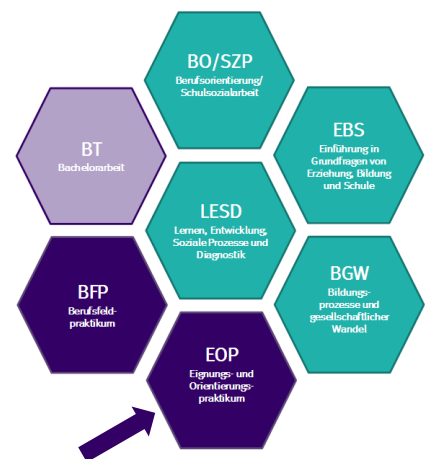 BO/SZP
Berufsorientierung/
Schulsozialarbeit
BT
Bachelorarbeit
EBS
Einführung in
Grundfragen von
Erziehung, Bildung
und Schule
LESD
Lernen, Entwicklung,
Soziale Prozesse und
Diagnostik
BFP
Berufsfeld-
praktikum
BGW
Bildungs-
prozesse und
gesellschaftlicher
Wandel
EOP
Eignungs- und
Orientierungs-
praktikum